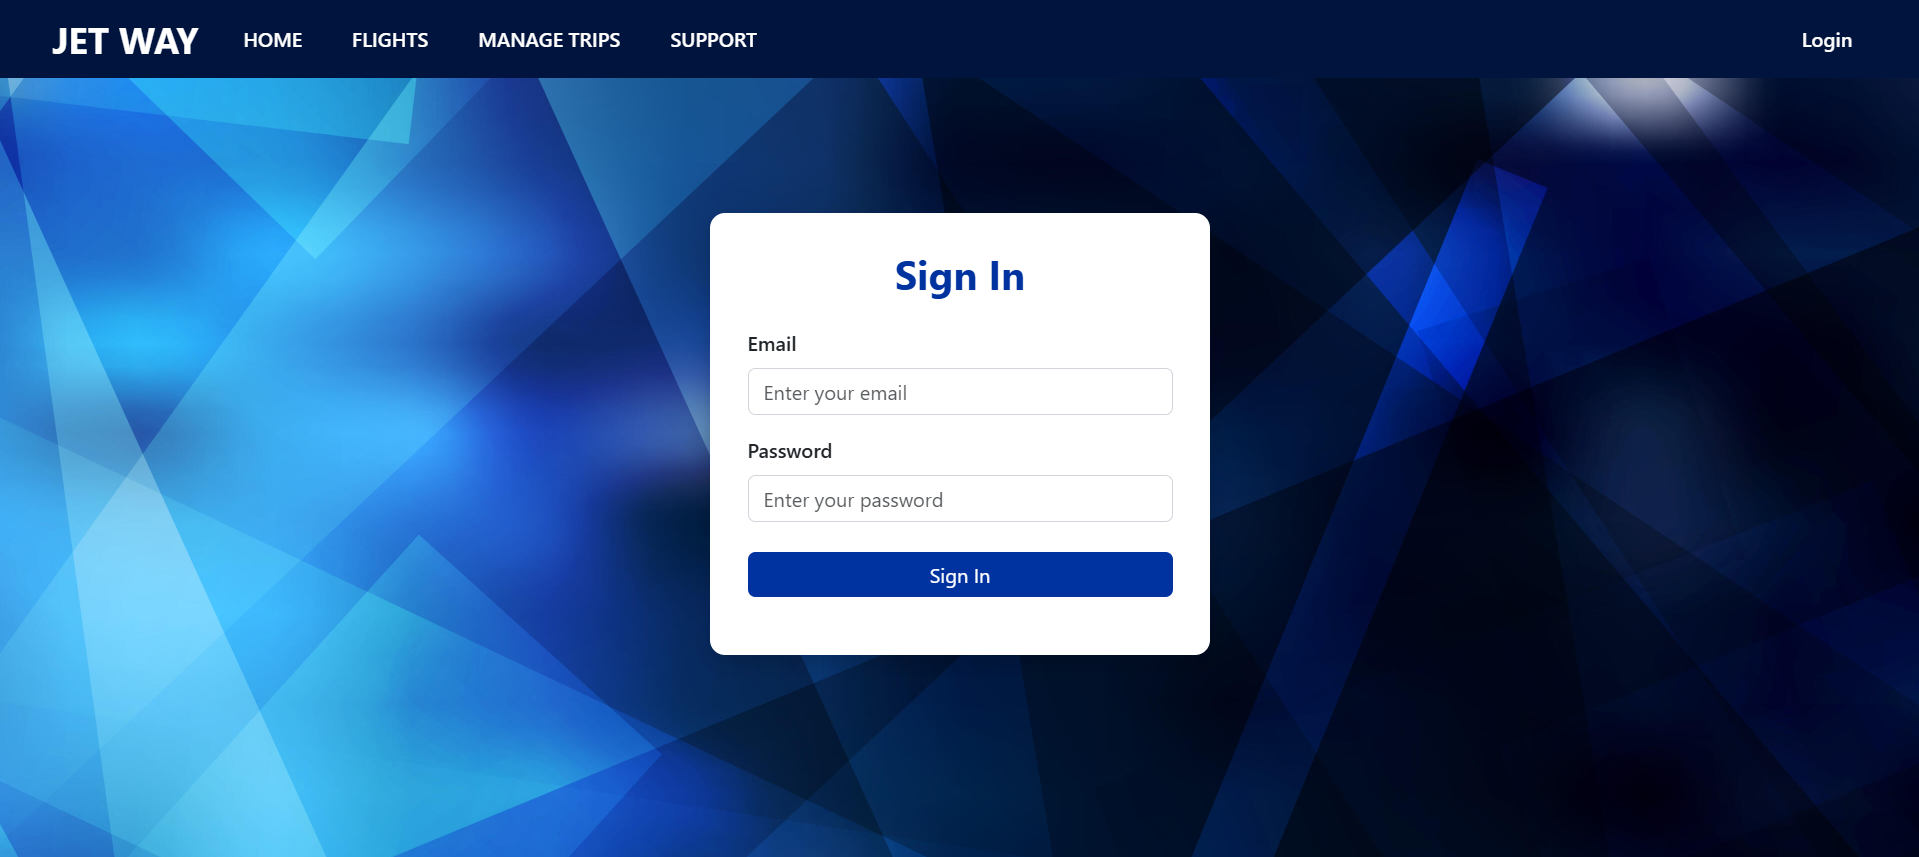 JET WAY HOME FLIGHTS MANAGE TRIPS SUPPORT Login
Sign In
Email
Enter your email
Password
Enter your password
Sign In